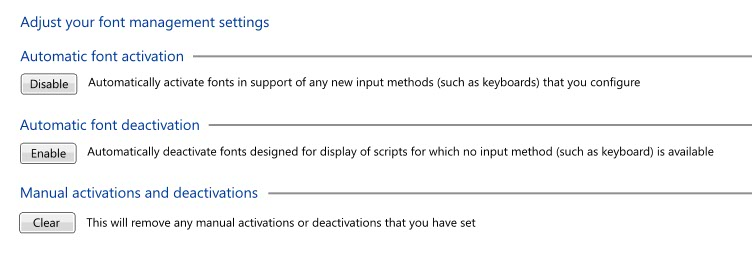 Adjust your font management settings
Automatic font activation
Disable Automatically activate fonts in support of any new input methods (such as keyboards) that you configure
Automatic font deactivation
Enable Automatically deactivate fonts designed for display of scripts for which no input method (such as keyboard) is available
Manual activations and deactivations
Clear This will remove any manual activations or deactivations that you have set